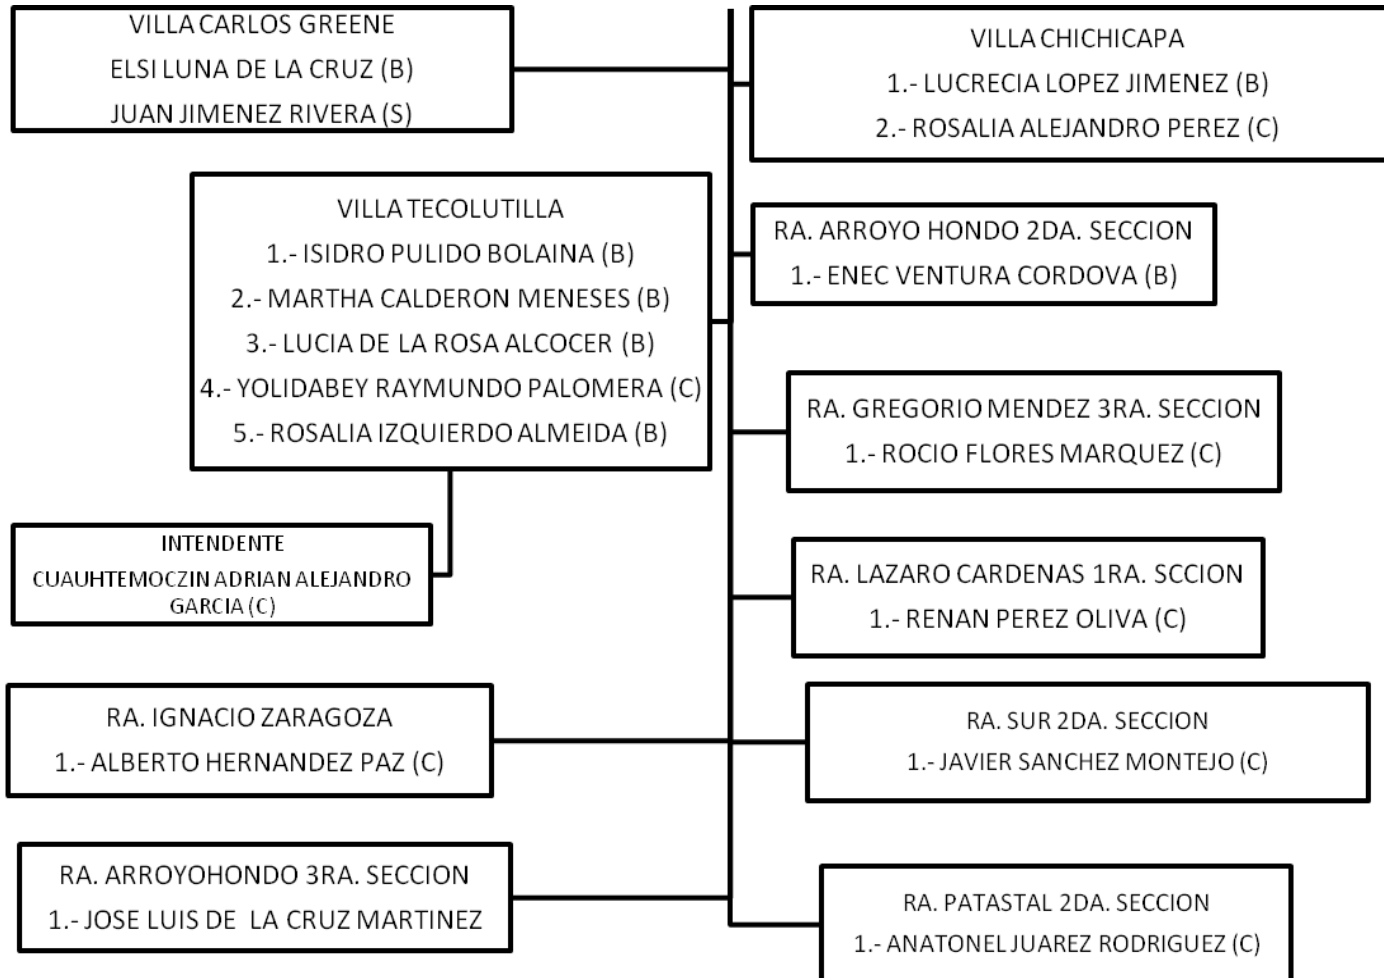 VILLA CARLOS GREENE
ELSI LUNA DE LA CRUZ (B)
JUAN JIMENEZ RIVERA (S)
VILLA CHICHICAPA
1.- LUCRECIA LOPEZ JIMENEZ (B)
2.- ROSALIA ALEJANDRO PEREZ (C)
VILLA TECOLUTILLA
1.- ISIDRO PULIDO BOLAINA (B)
2.- MARTHA CALDERON MENESES (B)
3.- LUCIA DE LA ROSA ALCOCER (B)
4.- YOLIDABEY RAYMUNDO PALOMERA (C)
5.- ROSALIA IZQUIERDO ALMEIDA (B)
RA. ARROYO HONDO 2DA. SECCION
1.- ENEC VENTURA CORDOVA (B)
RA. GREGORIO MENDEZ 3RA. SECCION
1.- ROCIO FLORES MARQUEZ (C)
INTENDENTE
CUAUHTEMOCZIN ADRIAN ALEJANDRO
GARCIA (C)
RA. LAZARO CARDENAS 1RA. SCCION
1.- RENAN PEREZ OLIVA (C)
RA. IGNACIO ZARAGOZA
1.- ALBERTO HERNANDEZ PAZ (C)
RA. SUR 2DA. SECCION
1.- JAVIER SANCHEZ MONTEJO (C)
RA. ARROYOHONDO 3RA. SECCION
1.- JOSE LUIS DE LA CRUZ MARTINEZ
RA. PATASTAL 2DA. SECCION
1.- ANATONEL JUAREZ RODRIGUEZ (C)